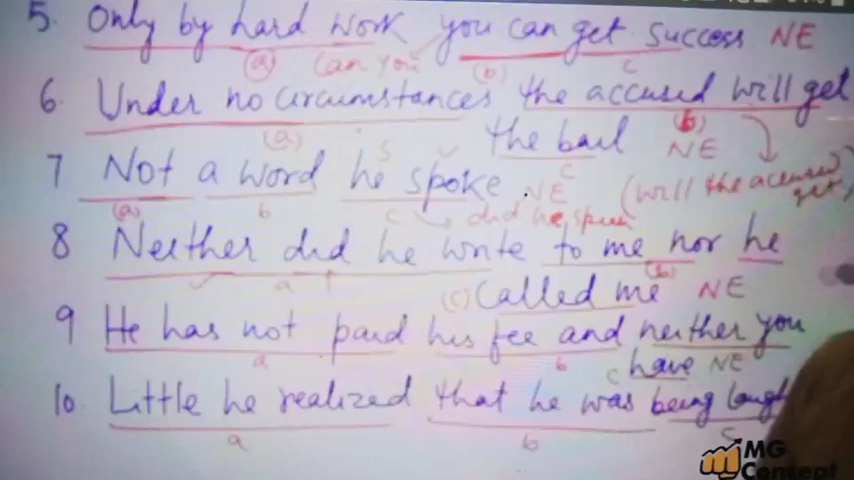 5. Only by hard work you can get success NE
(a) can you (b) c
6. Under no circumstances the accused will get
(a) the bail (b) NE
S c
7 Not a word he spoke. NE (will the accused get)
(a) b c did he speak
8 Neither did he write to me nor he
a (b)
(c) called me NE
9 He has not paid his fee and neither you
a b c have NE
10. Little he realized that he was being
a b c
MG Concept